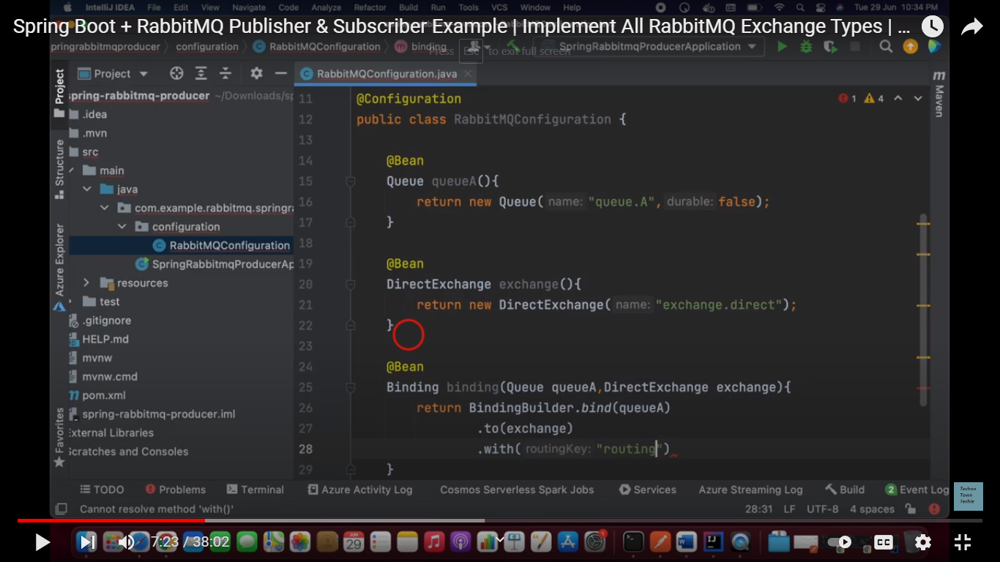 IntelliJ IDEA File Edit View Navigate Code Analyze Refactor Build Run Tools VCS Window Help Tue 29 Jun 10:34 PM
Spring Boot + RabbitMQ Publisher & Subscriber Example | Implement All RabbitMQ Exchange Types | ...
pringrabbitmqproducer configuration RabbitMQConfiguration binding SpringRabbitmqProducerApplication
Press Esc to exit full screen
Project
RabbitMQConfiguration.java
Project
Structure
Azure Explorer
Favorites
Maven
spring-rabbitmq-producer ~/Downloads/sp
.idea
.mvn
src
main
java
com.example.rabbitmq.springra
configuration
RabbitMQConfiguration
SpringRabbitmqProducerAp
resources
test
.gitignore
HELP.md
mvnw
mvnw.cmd
pom.xml
spring-rabbitmq-producer.iml
External Libraries
Scratches and Consoles
1 4
11 @Configuration
12 public class RabbitMQConfiguration {
13
14 @Bean
15 Queue queueA(){
16 return new Queue( name: "queue.A", durable: false);
17 }
18
19 @Bean
20 DirectExchange exchange(){
21 return new DirectExchange( name: "exchange.direct");
22 }
23
24 @Bean
25 Binding binding(Queue queueA,DirectExchange exchange){
26 return BindingBuilder.bind(queueA)
27 .to(exchange)
28 .with( routingKey: "routing")
29 }
TODO Problems Terminal Azure Activity Log Cosmos Serverless Spark Jobs Services Azure Streaming Log Build 2 Event Log
Cannot resolve method 'with()' 28:31 LF UTF-8 4 spaces
Techno
Town
Techie
7:23 / 38:02
JUN
29
1
CC